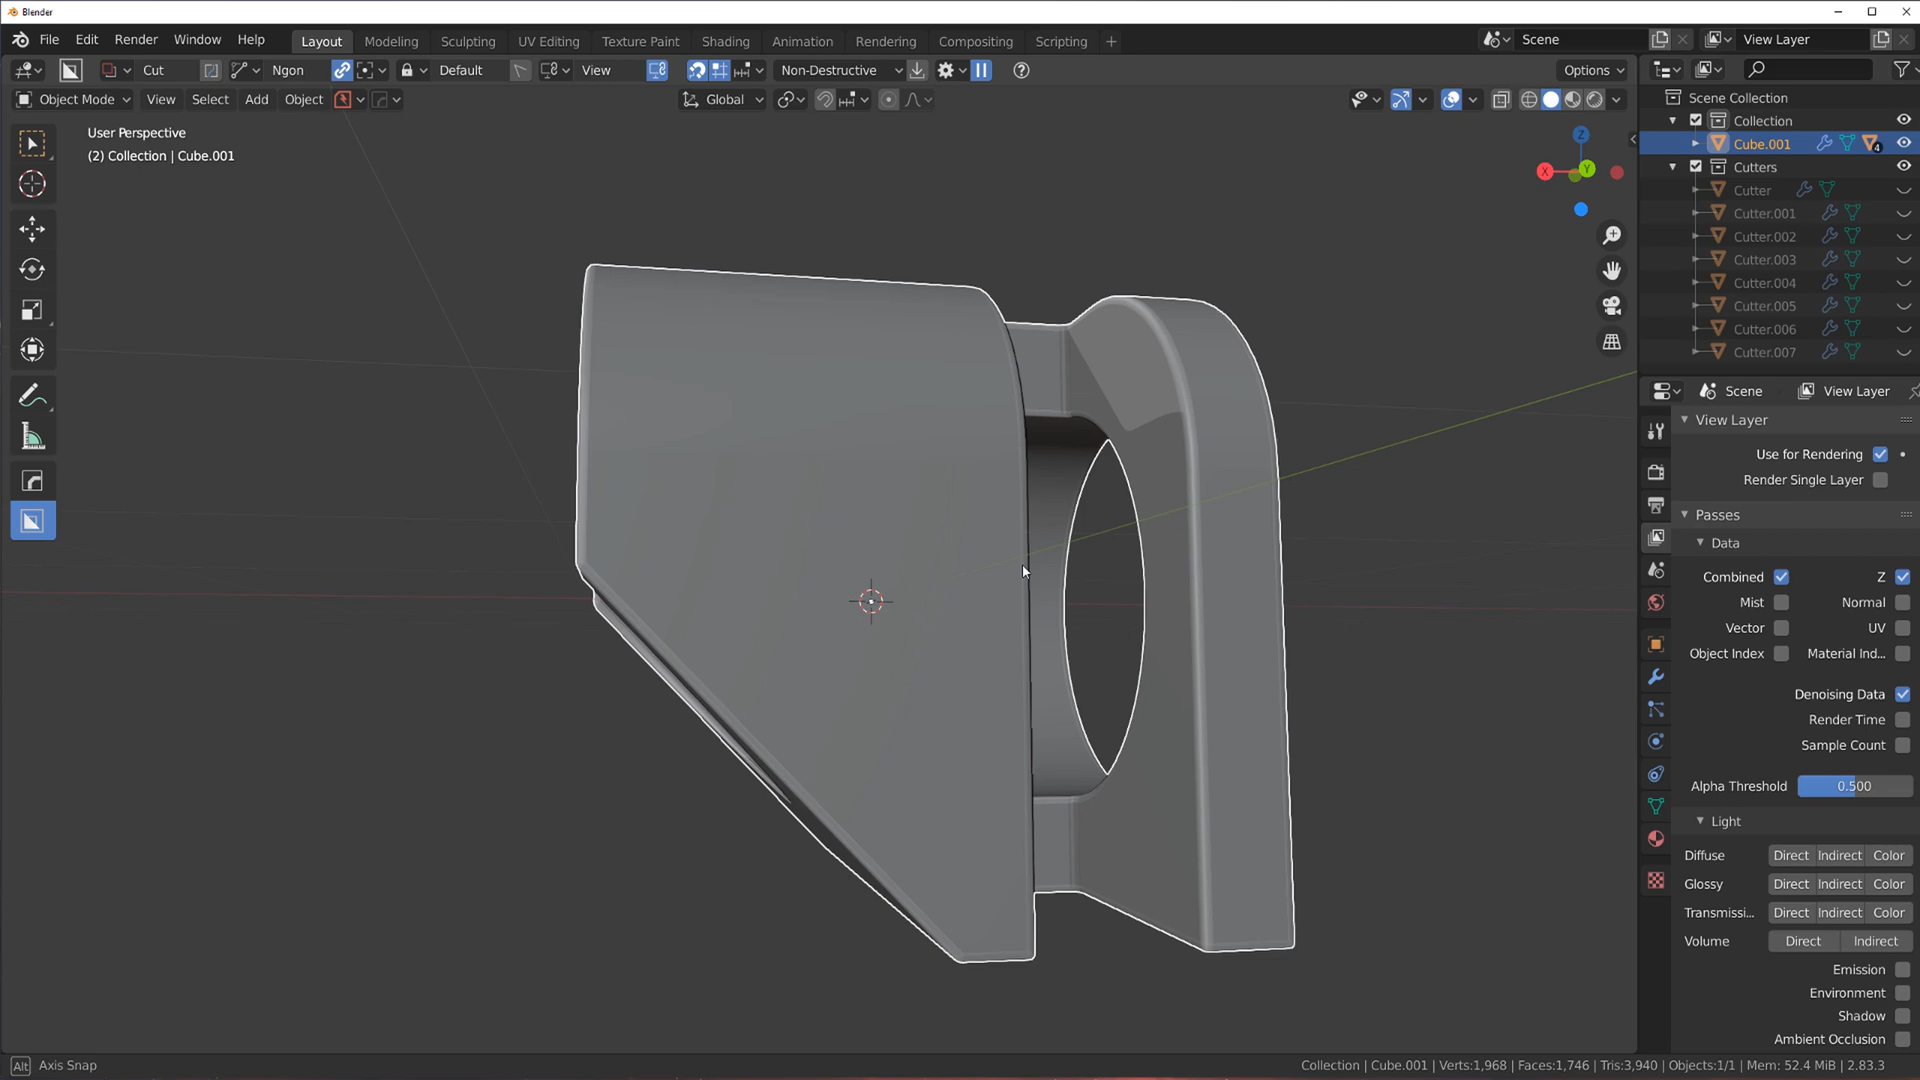 Blender
File Edit Render Window Help Layout Modeling Sculpting UV Editing Texture Paint Shading Animation Rendering Compositing Scripting + Scene View Layer
Cut Ngon Default View Non-Destructive Options
Object Mode View Select Add Object Global
User Perspective
(2) Collection | Cube.001
Z
X
Y
Scene Collection
Collection
Cube.001 4
Cutters
Cutter
Cutter.001
Cutter.002
Cutter.003
Cutter.004
Cutter.005
Cutter.006
Cutter.007
Scene View Layer
View Layer
Use for Rendering
Render Single Layer
Passes
Data
Combined Z
Mist Normal
Vector UV
Object Index Material Ind...
Denoising Data
Render Time
Sample Count
Alpha Threshold 0.500
Light
Diffuse Direct Indirect Color
Glossy Direct Indirect Color
Transmissi... Direct Indirect Color
Volume Direct Indirect
Emission
Environment
Shadow
Ambient Occlusion
Alt Axis Snap
Collection | Cube.001 | Verts:1,968 | Faces:1,746 | Tris:3,940 | Objects:1/1 | Mem: 52.4 MiB | 2.83.3